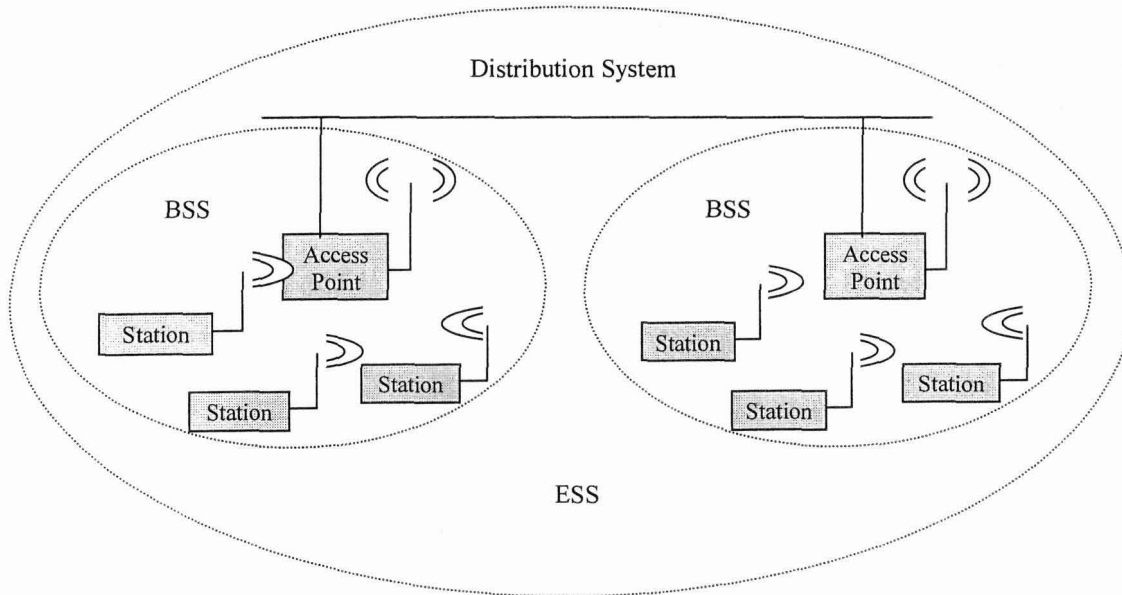 Distribution System
BSS
Access
Point
Station
Station
Station
BSS
Access
Point
Station
Station
Station
ESS